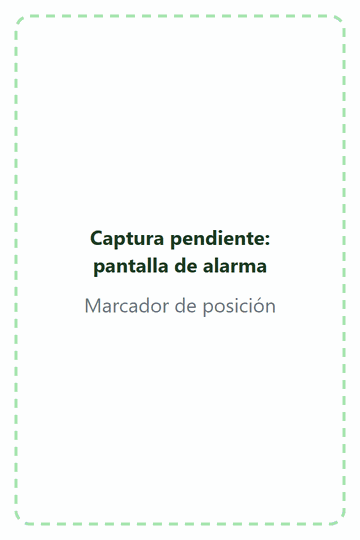 Captura pendiente:
pantalla de alarma
Marcador de posición